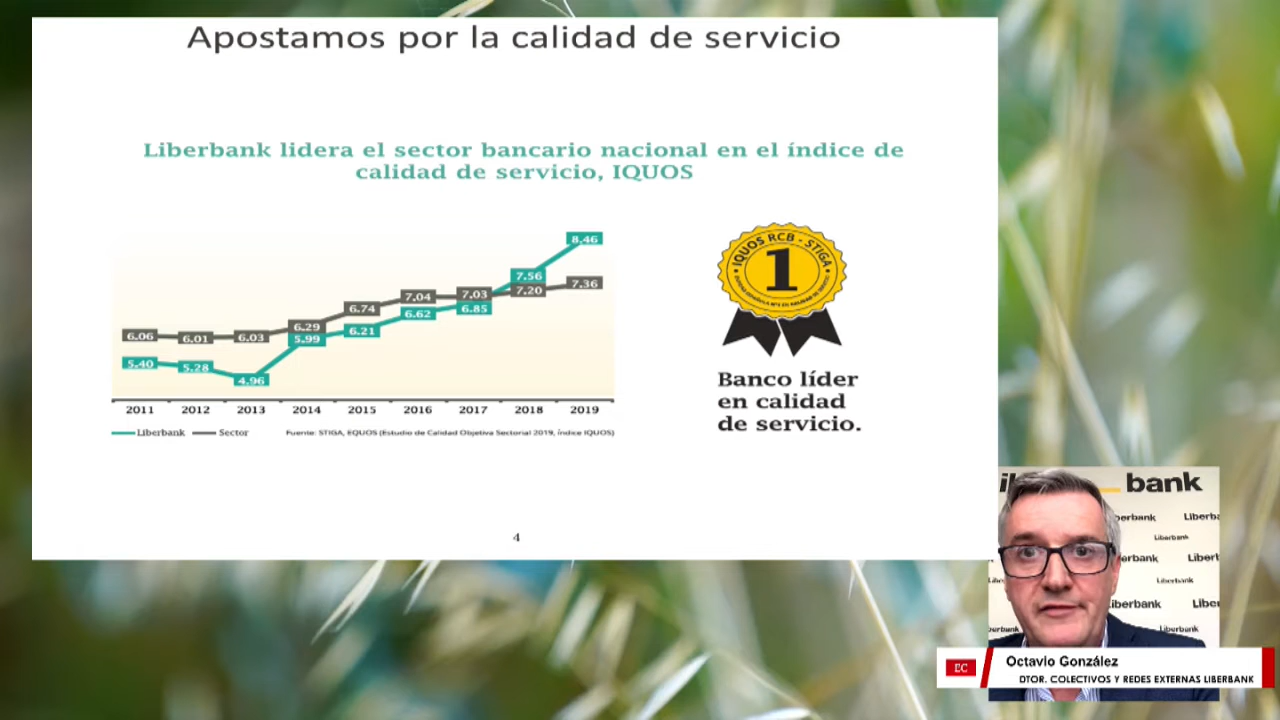 Apostamos por la calidad de servicio
Liberbank lidera el sector bancario nacional en el índice de
calidad de servicio, IQUOS
8.46
7.56
7.36
7.20
7.04
7.03
6.85
6.74
6.62
6.29
6.21
5.99
6.06
6.01
6.03
5.40
5.28
4.96
2011 2012 2013 2014 2015 2016 2017 2018 2019
Liberbank Sector
Fuente: STIGA, EQUOS (Estudio de Calidad Objetiva Sectorial 2019, índice IQUOS)
IQUOS RCB - STIGA
1
Banco líder
en calidad
de servicio.
4
bank
Liberbank
Liberbank
Liberbank
Liberbank
EC
Octavio González
DTOR. COLECTIVOS Y REDES EXTERNAS LIBERBANK